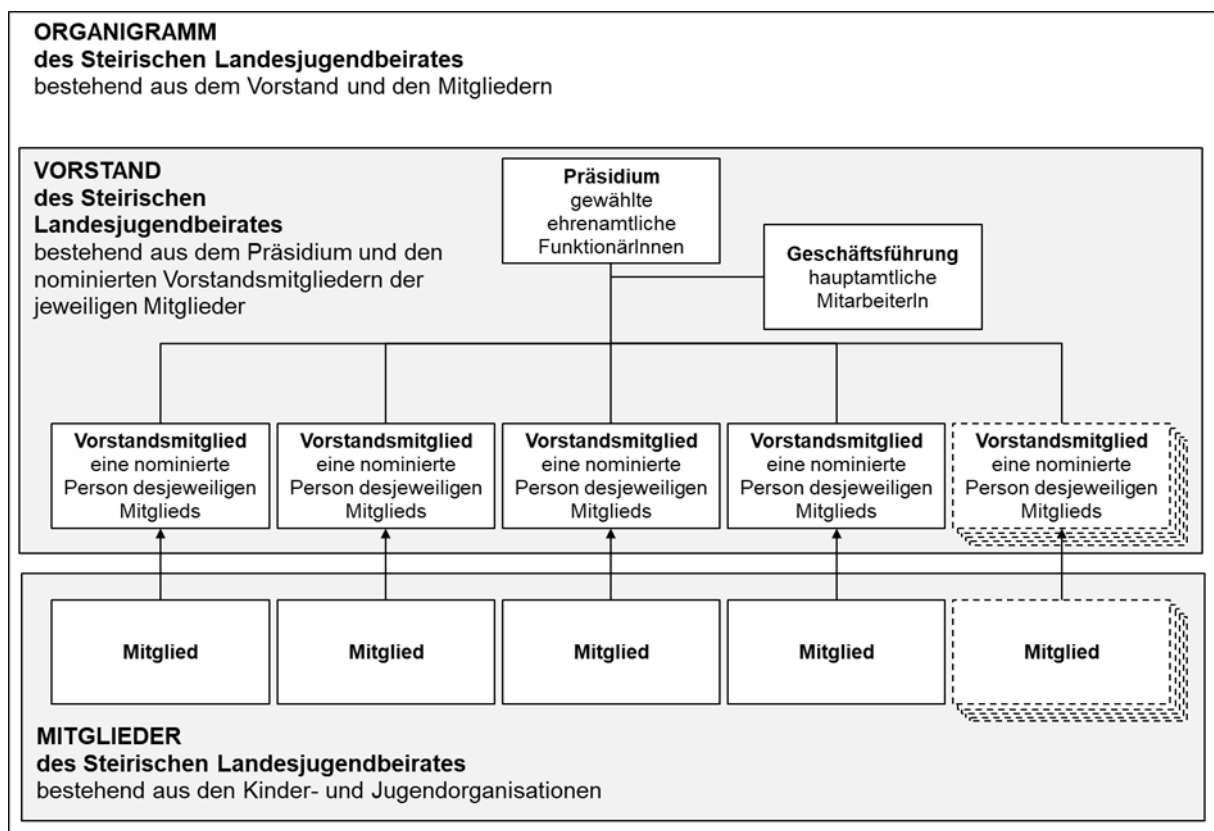 ORGANIGRAMM
des Steirischen Landesjugendbeirates
bestehend aus dem Vorstand und den Mitgliedern
VORSTAND
des Steirischen
Landesjugendbeirates
bestehend aus dem Präsidium und den
nominierten Vorstandsmitgliedern der
jeweiligen Mitglieder
Präsidium
gewählte
ehrenamtliche
FunktionärInnen
Geschäftsführung
hauptamtliche
MitarbeiterIn
Vorstandsmitglied
eine nominierte
Person desjeweiligen
Mitglieds
Vorstandsmitglied
eine nominierte
Person desjeweiligen
Mitglieds
Vorstandsmitglied
eine nominierte
Person desjeweiligen
Mitglieds
Vorstandsmitglied
eine nominierte
Person desjeweiligen
Mitglieds
Vorstandsmitglied
eine nominierte
Person desjeweiligen
Mitglieds
Mitglied
Mitglied
Mitglied
Mitglied
Mitglied
MITGLIEDER
des Steirischen Landesjugendbeirates
bestehend aus den Kinder- und Jugendorganisationen